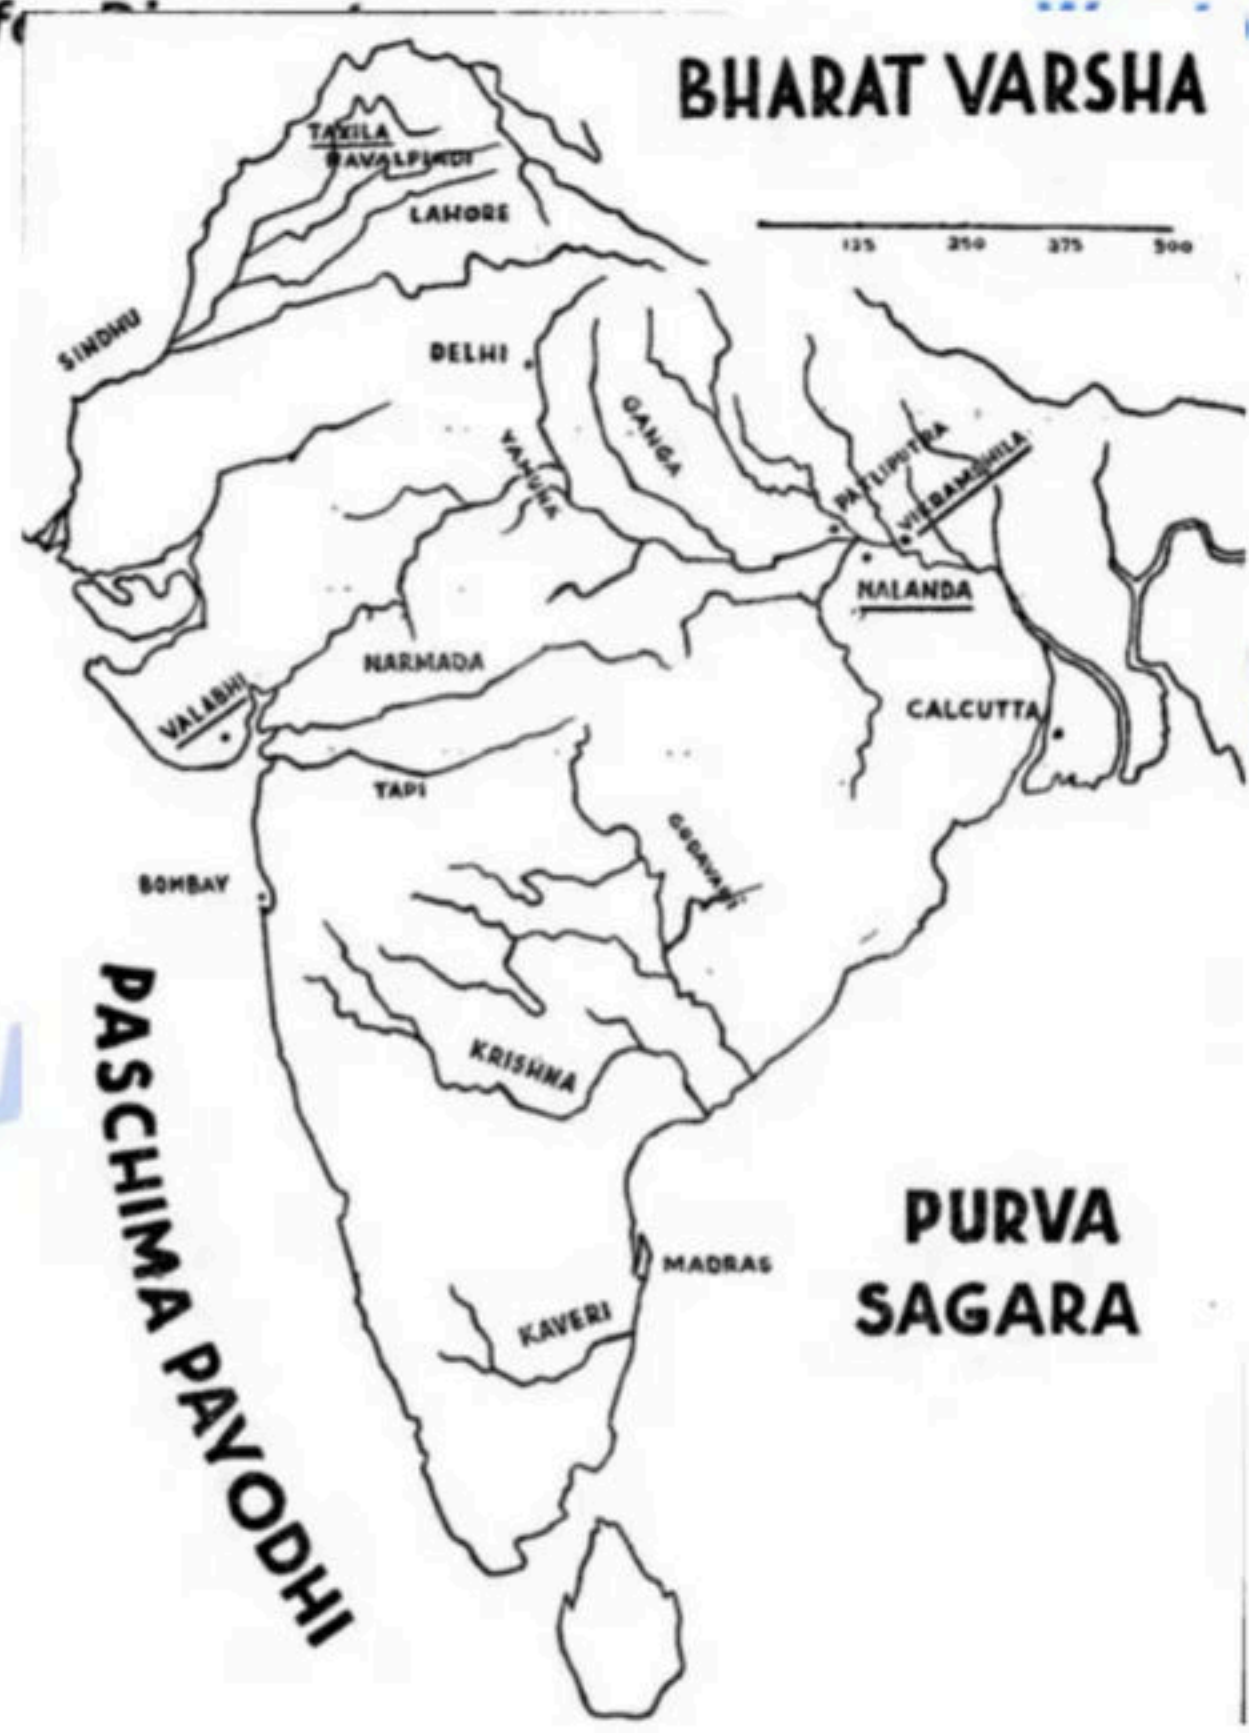 BHARAT VARSHA
TAXILA
RAVALPINDI
LAHORE
125 250 375 500
SINDHU
DELHI
GANGA
YAMUNA
PATLIPUTRA
VIKRAMSHILA
NALANDA
NARMADA
VALABHI
CALCUTTA
TAPI
GODAVARI
BOMBAY
KRISHNA
PASCHIMA PAYODHI
PURVA
SAGARA
MADRAS
KAVERI